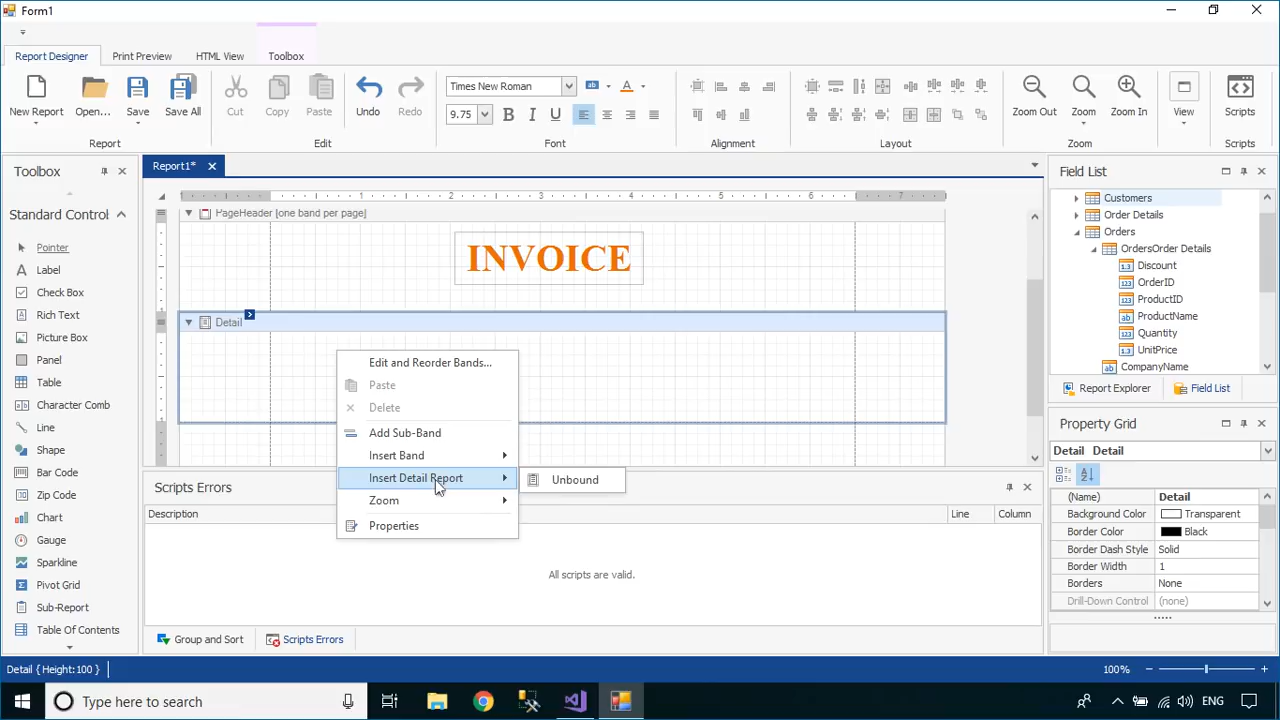 Form1
Report Designer
Print Preview
HTML View
Toolbox
New Report
Open...
Save
Save All
Cut
Copy
Paste
Undo
Redo
Times New Roman
9.75
B I U
Zoom Out
Zoom
Zoom In
View
Scripts
Report
Edit
Font
Alignment
Layout
Zoom
Scripts
Toolbox
Standard Control
Pointer
Label
Check Box
Rich Text
Picture Box
Panel
Table
Character Comb
Line
Shape
Bar Code
Zip Code
Chart
Gauge
Sparkline
Pivot Grid
Sub-Report
Table Of Contents
Report1*
1 2 3 4 5 6 7
PageHeader [one band per page]
INVOICE
Detail
Edit and Reorder Bands...
Paste
Delete
Add Sub-Band
Insert Band
Insert Detail Report
Zoom
Properties
Unbound
Scripts Errors
Description
Line
Column
All scripts are valid.
Group and Sort
Scripts Errors
Field List
Customers
Order Details
Orders
OrdersOrder Details
Discount
OrderID
ProductID
ProductName
Quantity
UnitPrice
CompanyName
Report Explorer
Field List
Property Grid
Detail Detail
(Name) Detail
Background Color Transparent
Border Color Black
Border Dash Style Solid
Border Width 1
Borders None
Drill-Down Control (none)
Detail { Height:100 }
100%
Type here to search
ENG